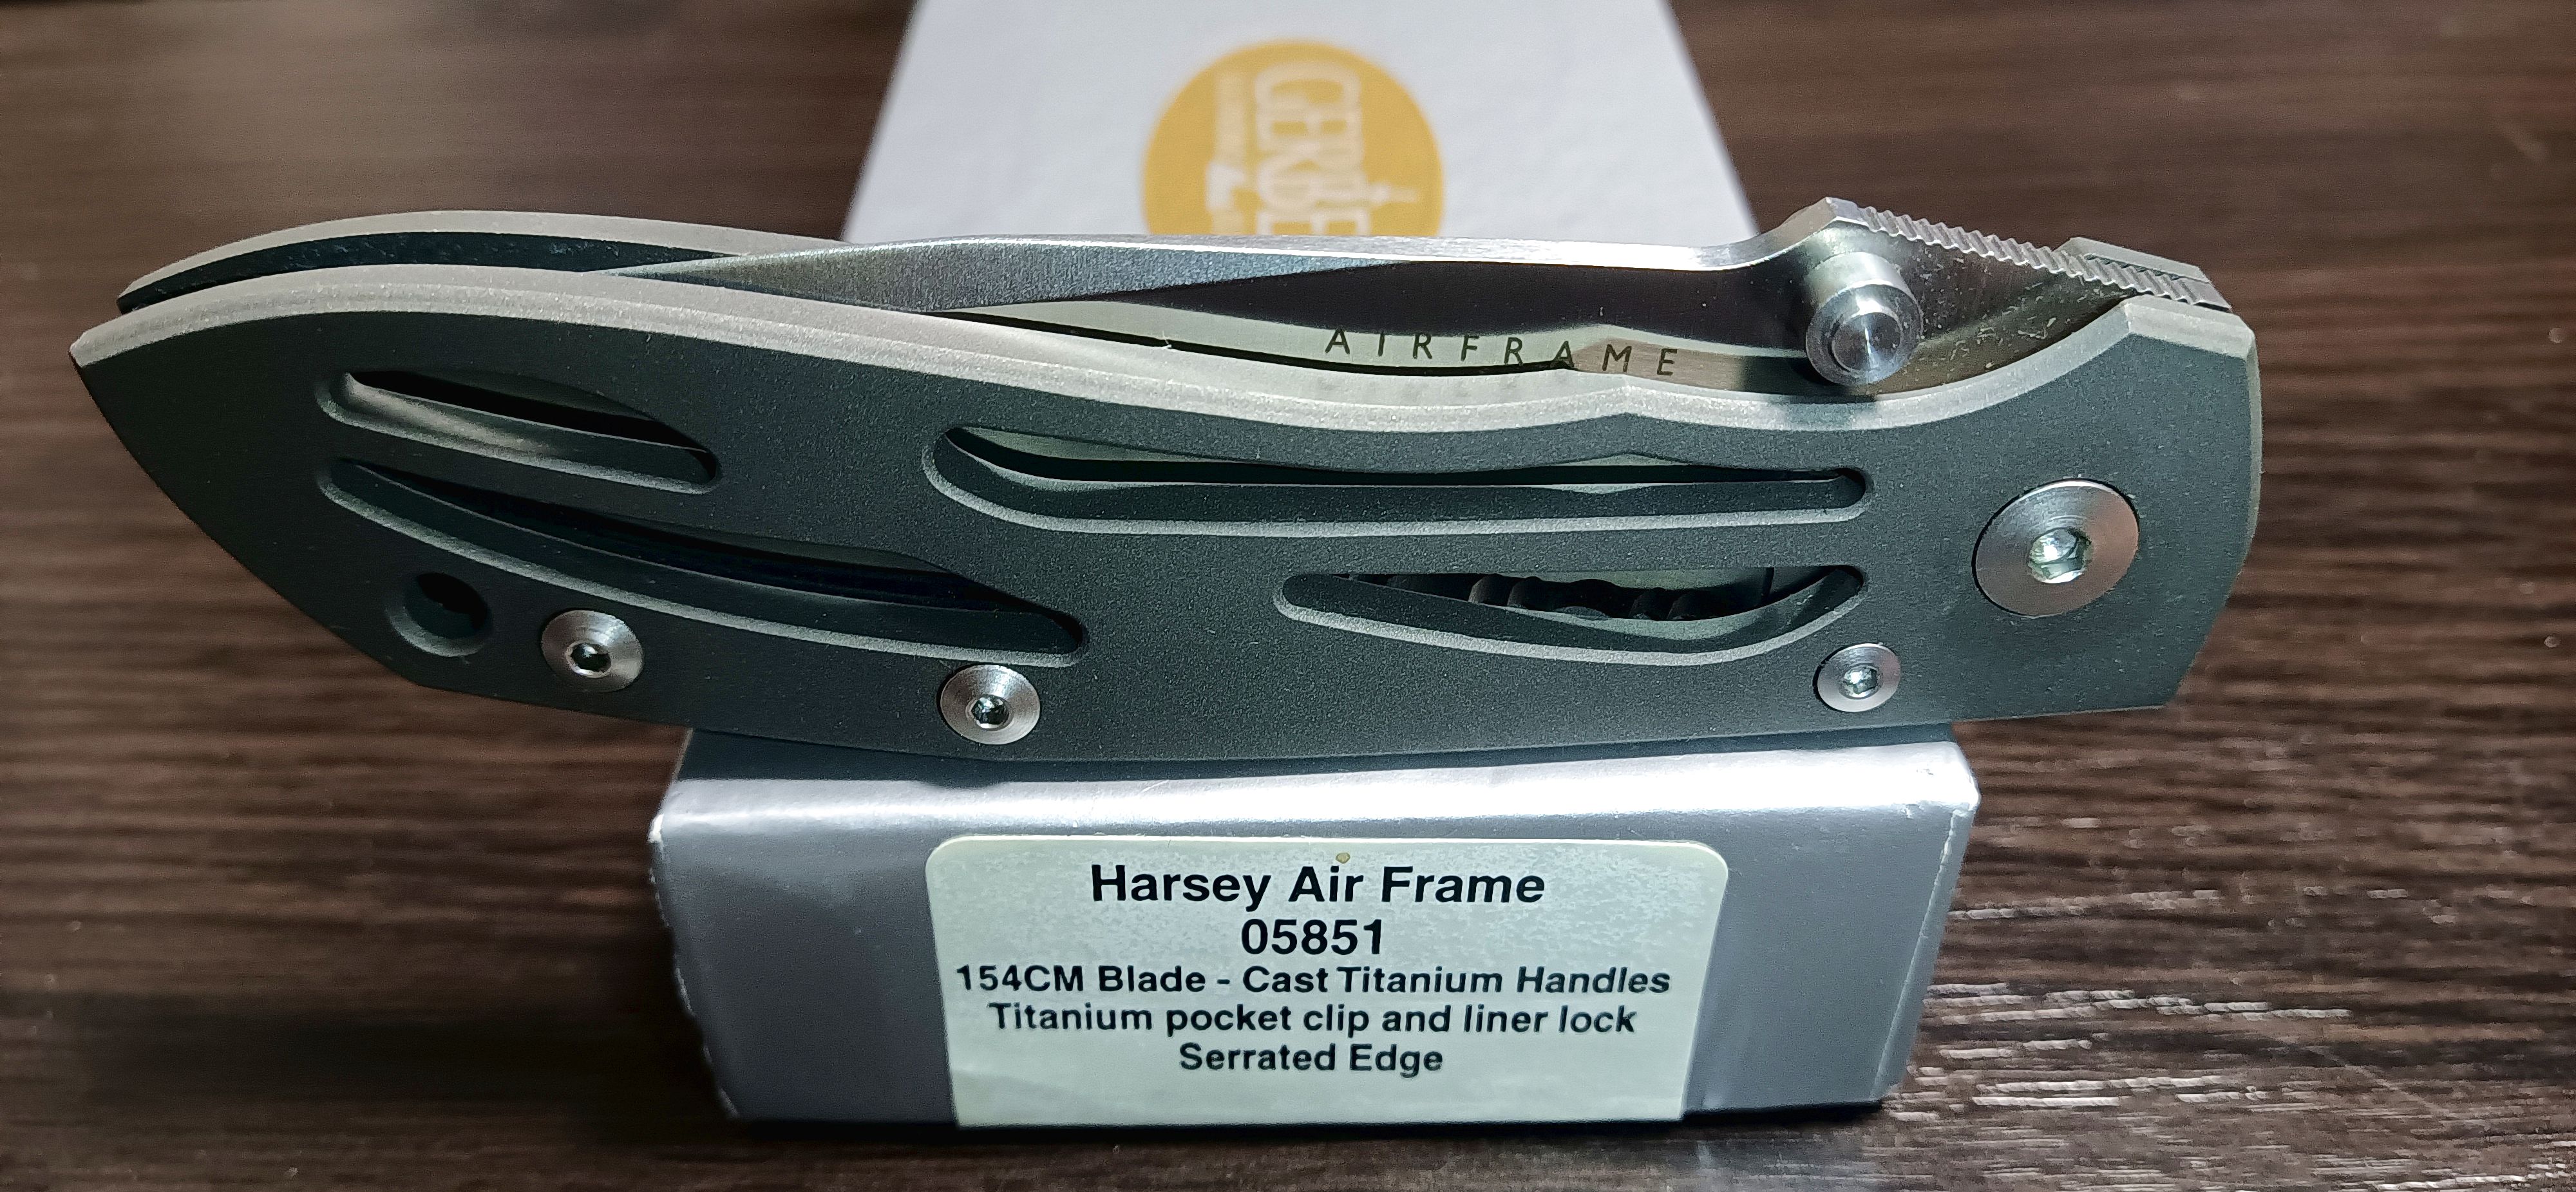 AIRFRAME
Harsey Air Frame
05851
154CM Blade - Cast Titanium Handles
Titanium pocket clip and liner lock
Serrated Edge